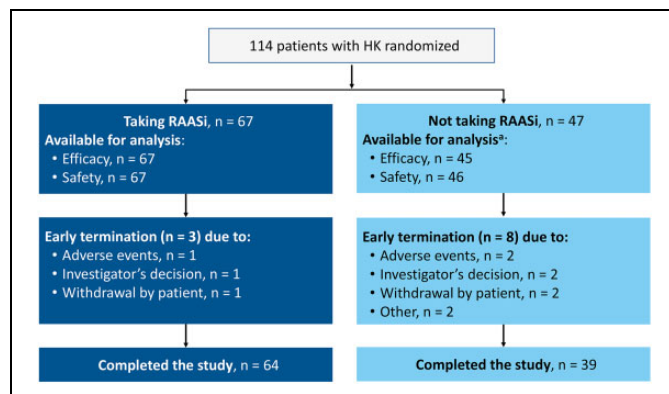 114 patients with HK randomized
Taking RAASi, n = 67
Available for analysis:
• Efficacy, n = 67
• Safety, n = 67
Early termination (n = 3) due to:
• Adverse events, n = 1
• Investigator's decision, n = 1
• Withdrawal by patient, n = 1
Completed the study, n = 64
Not taking RAASi, n = 47
Available for analysisᵃ:
• Efficacy, n = 45
• Safety, n = 46
Early termination (n = 8) due to:
• Adverse events, n = 2
• Investigator's decision, n = 2
• Withdrawal by patient, n = 2
• Other, n = 2
Completed the study, n = 39